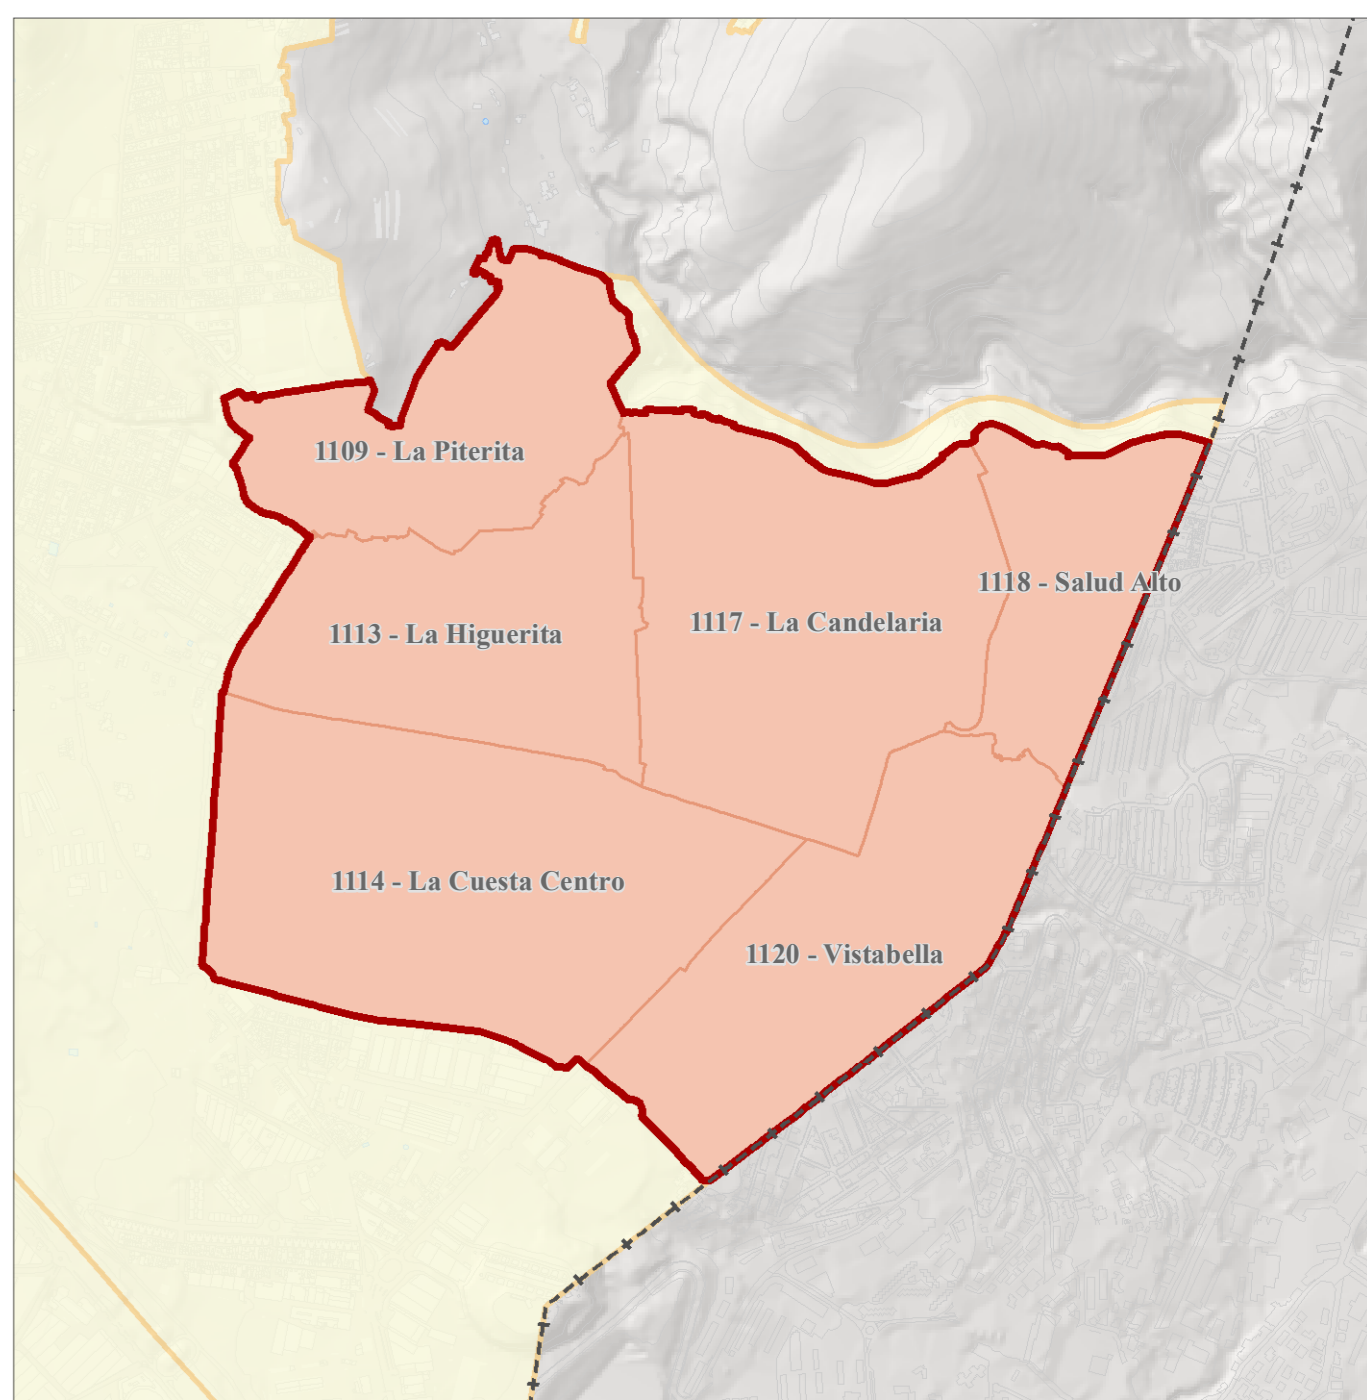 1109 - La Piterita
1118 - Salud Alto
1117 - La Candelaria
1113 - La Higuerita
1114 - La Cuesta Centro
1120 - Vistabella